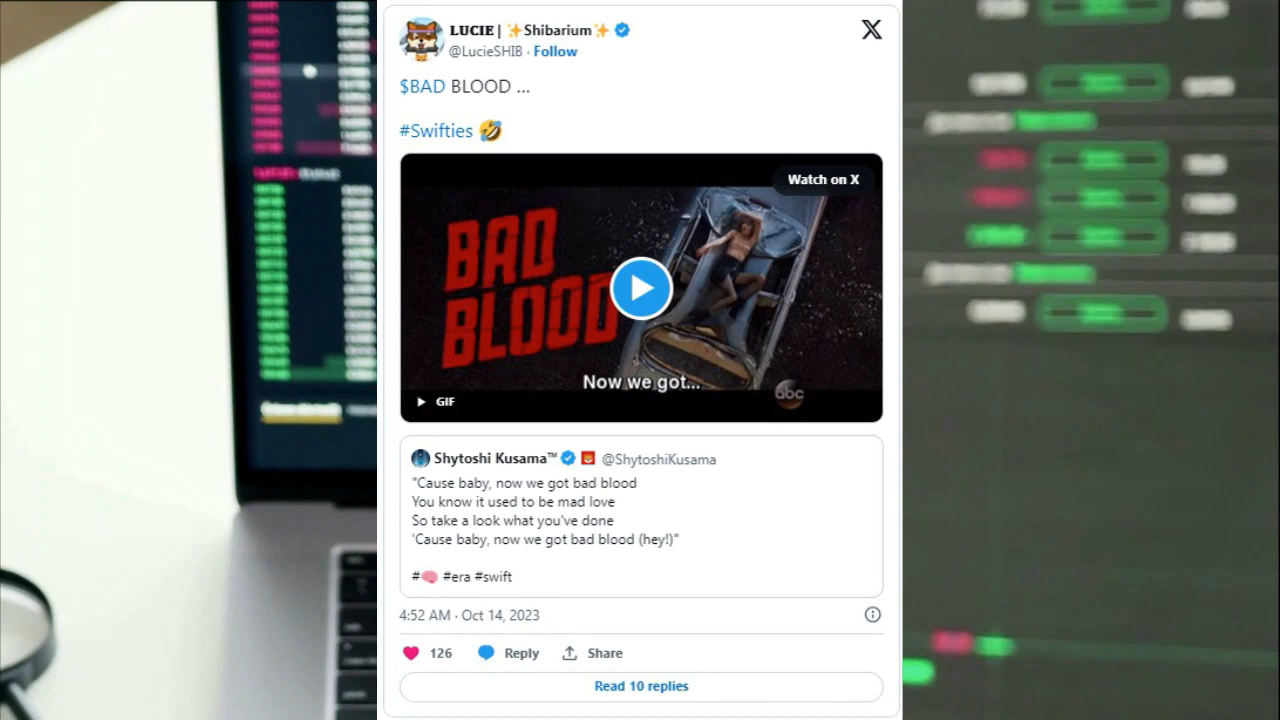 LUCIE | ✨Shibarium✨
@LucieSHIB · Follow
X
$BAD BLOOD ...
#Swifties 🤣
Watch on X
BAD
BLOOD
Now we got...
abc
GIF
Shytoshi Kusama™ @ShytoshiKusama
"Cause baby, now we got bad blood
You know it used to be mad love
So take a look what you've done
'Cause baby, now we got bad blood (hey!)"
#🧠 #era #swift
4:52 AM · Oct 14, 2023
126 Reply Share
Read 10 replies